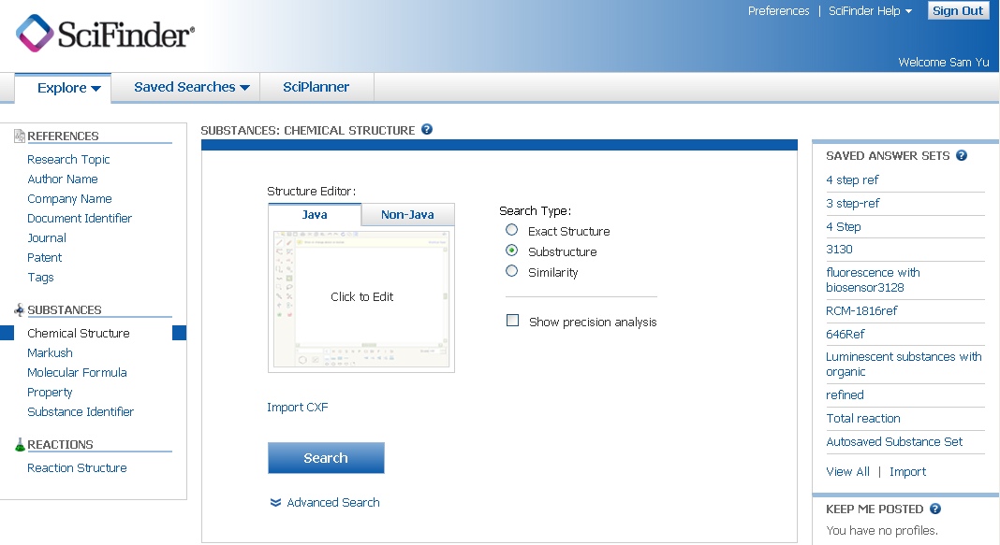 Preferences | SciFinder Help
Sign Out
SciFinder®
Welcome Sam Yu
Explore
Saved Searches
SciPlanner
REFERENCES
Research Topic
Author Name
Company Name
Document Identifier
Journal
Patent
Tags
SUBSTANCES
Chemical Structure
Markush
Molecular Formula
Property
Substance Identifier
REACTIONS
Reaction Structure
SUBSTANCES: CHEMICAL STRUCTURE ?
Structure Editor:
Java
Non-Java
Click to Edit
Import CXF
Search
Advanced Search
Search Type:
Exact Structure
Substructure
Similarity
Show precision analysis
SAVED ANSWER SETS ?
4 step ref
3 step-ref
4 Step
3130
fluorescence with
biosensor3128
RCM-1816ref
646Ref
Luminescent substances with
organic
refined
Total reaction
Autosaved Substance Set
View All | Import
KEEP ME POSTED ?
You have no profiles.